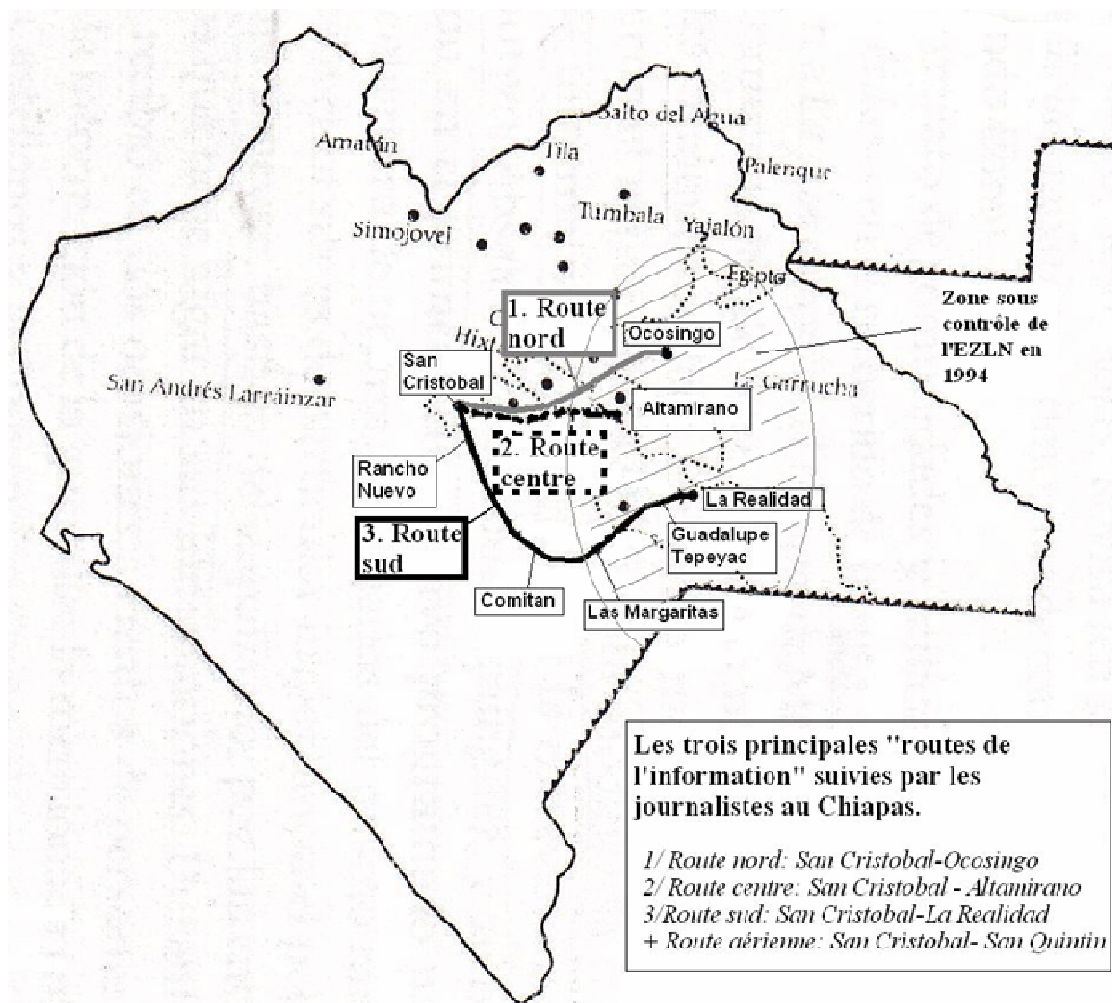 Salto del Agua
Amatán
Tila
Palenque
Tumbala
Simojovel
Yajalón
Egipto
Zone sous
contrôle de
l'EZLN en
1994
1. Route
nord
Ocosingo
San
Cristobal
San Andrés Larráinzar
La Garrucha
Altamirano
2. Route
centre
Rancho
Nuevo
La Realidad
3. Route
sud
Guadalupe
Tepeyac
Comitan
Las Margaritas
Les trois principales "routes de
l'information" suivies par les
journalistes au Chiapas.
1/ Route nord: San Cristobal-Ocosingo
2/ Route centre: San Cristobal - Altamirano
3/Route sud: San Cristobal-La Realidad
+ Route aérienne: San Cristobal- San Quintin